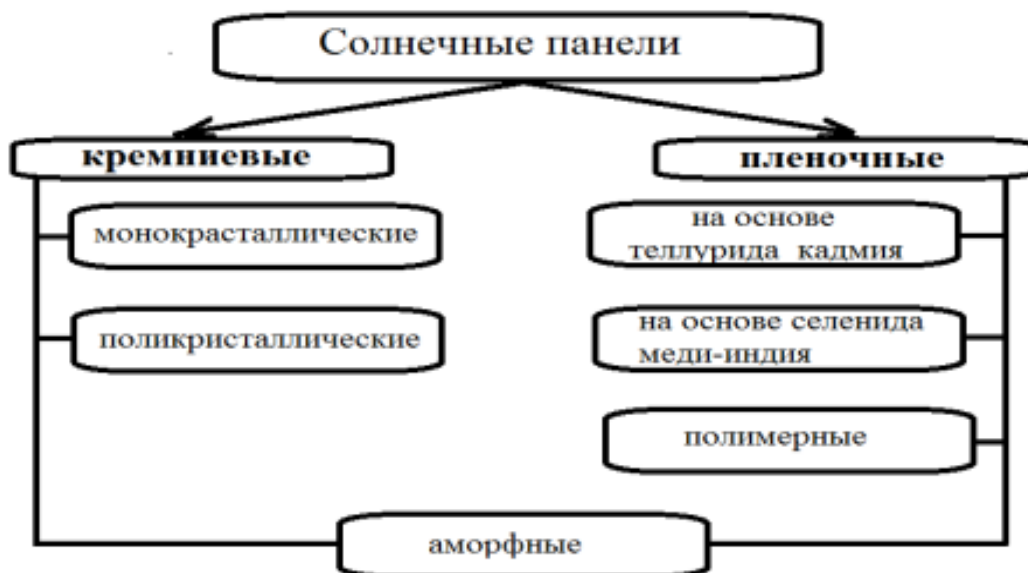 Солнечные панели
кремниевые
пленочные
монокрасталлические
на основе
теллурида кадмия
поликристаллические
на основе селенида
меди-индия
полимерные
аморфные